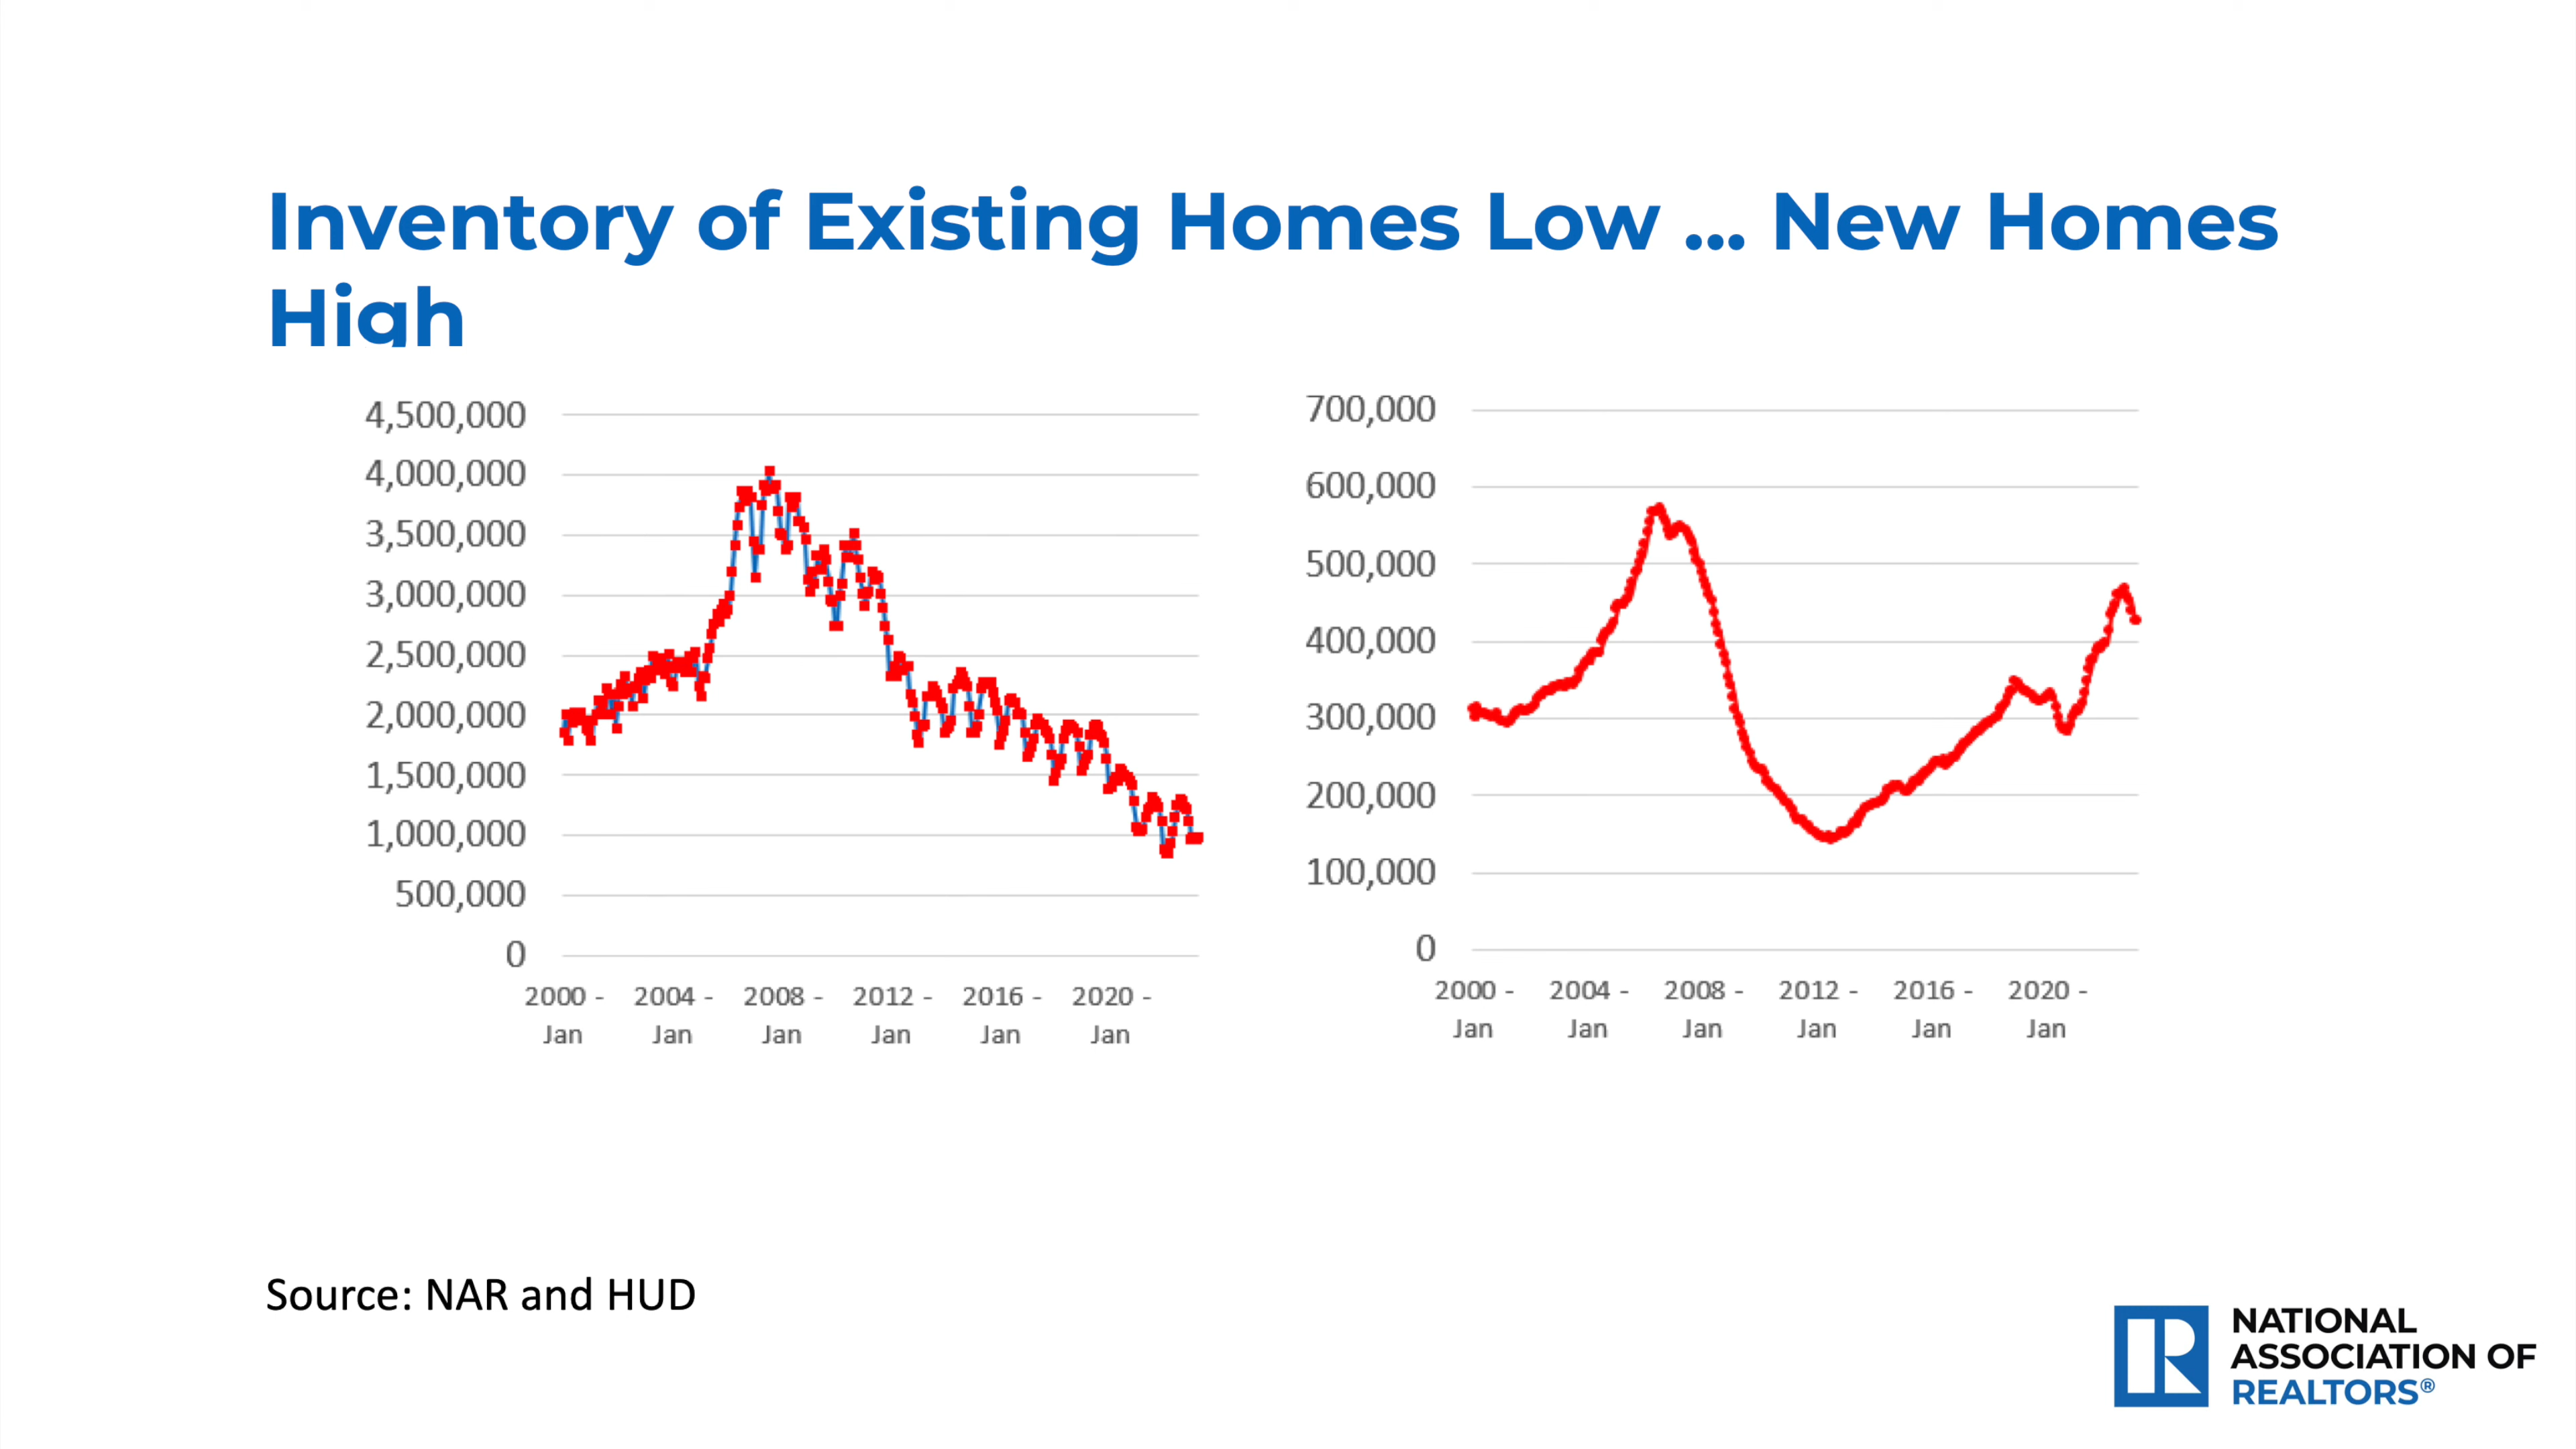 Inventory of Existing Homes Low ... New Homes
High
4,500,000
4,000,000
3,500,000
3,000,000
2,500,000
2,000,000
1,500,000
1,000,000
500,000
0
2000 - 2004 - 2008 - 2012 - 2016 - 2020 -
Jan Jan Jan Jan Jan Jan
700,000
600,000
500,000
400,000
300,000
200,000
100,000
0
2000 - 2004 - 2008 - 2012 - 2016 - 2020 -
Jan Jan Jan Jan Jan Jan
Source: NAR and HUD
R
NATIONAL
ASSOCIATION OF
REALTORS®